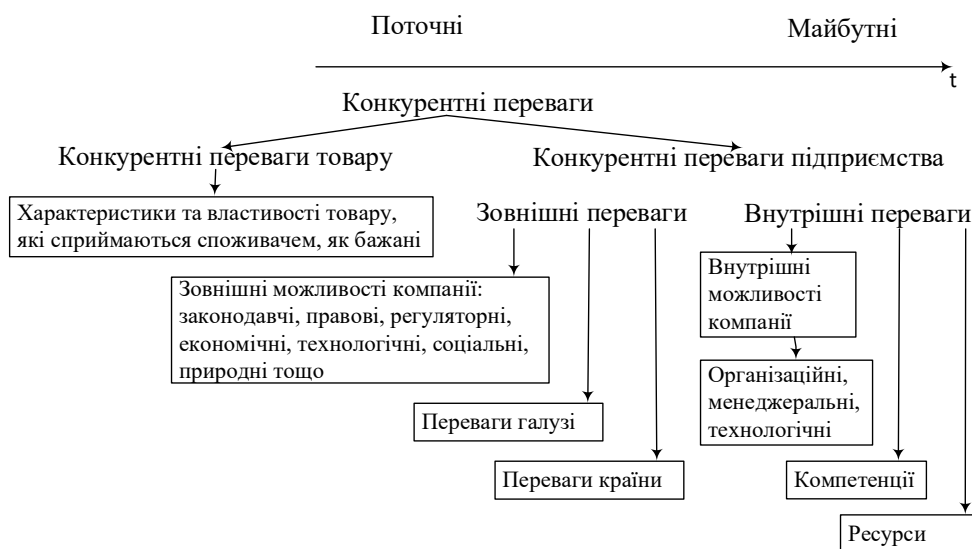 Поточні
Майбутні
t
Конкурентні переваги
Конкурентні переваги товару
Конкурентні переваги підприємства
Характеристики та властивості товару,
які сприймаються споживачем, як бажані
Зовнішні переваги
Внутрішні переваги
Зовнішні можливості компанії:
законодавчі, правові, регуляторні,
економічні, технологічні, соціальні,
природні тощо
Внутрішні
можливості
компанії
Організаційні,
менеджеральні,
технологічні
Переваги галузі
Переваги країни
Компетенції
Ресурси